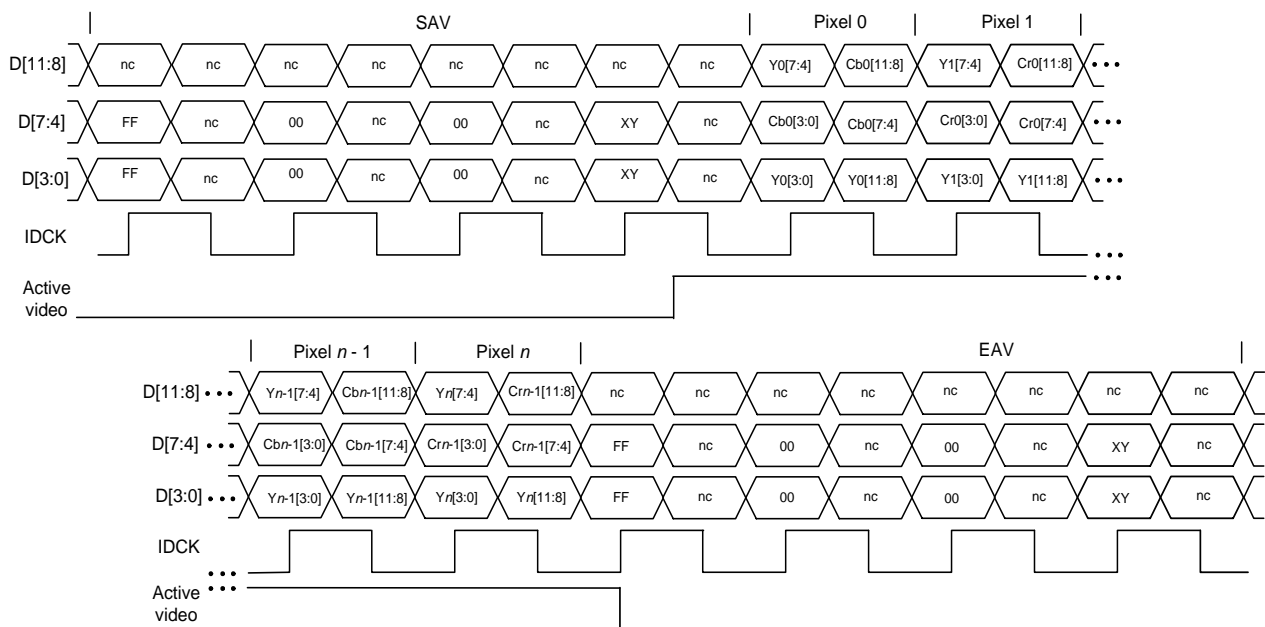 SAV Pixel 0 Pixel 1
D[11:8] nc nc nc nc nc nc nc nc Y0[7:4] Cb0[11:8] Y1[7:4] Cr0[11:8] •••
D[7:4] FF nc 00 nc 00 nc XY nc Cb0[3:0] Cb0[7:4] Cr0[3:0] Cr0[7:4] •••
D[3:0] FF nc 00 nc 00 nc XY nc Y0[3:0] Y0[11:8] Y1[3:0] Y1[11:8] •••
IDCK •••
Active •••
video
Pixel n - 1 Pixel n EAV
D[11:8] ••• Yn-1[7:4] Cbn-1[11:8] Yn[7:4] Crn-1[11:8] nc nc nc nc nc nc nc nc
D[7:4] ••• Cbn-1[3:0] Cbn-1[7:4] Crn-1[3:0] Crn-1[7:4] FF nc 00 nc 00 nc XY nc
D[3:0] ••• Yn-1[3:0] Yn-1[11:8] Yn[3:0] Yn[11:8] FF nc 00 nc 00 nc XY nc
IDCK •••
Active •••
video